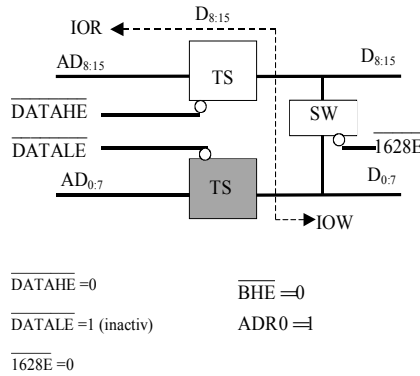 D8:15
IOR
AD8:15
TS
D8:15
DATAHE
SW
DATALE
1628E
AD0:7
TS
D0:7
IOW
DATAHE =0
BHE =0
DATALE =1 (inactiv)
ADR0 =1
1628E =0